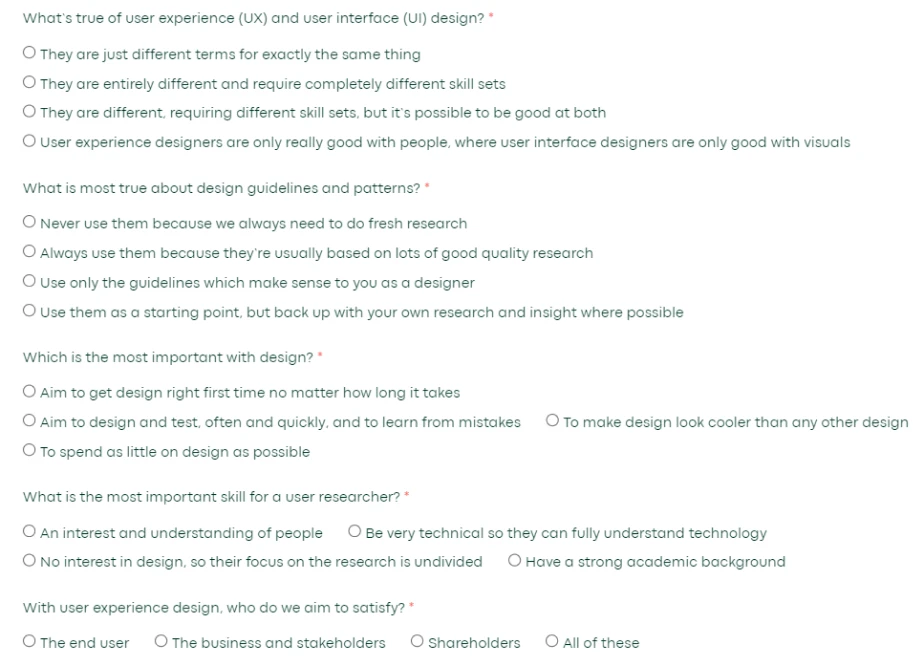 What's true of user experience (UX) and user interface (UI) design? *
They are just different terms for exactly the same thing
They are entirely different and require completely different skill sets
They are different, requiring different skill sets, but it's possible to be good at both
User experience designers are only really good with people, where user interface designers are only good with visuals
What is most true about design guidelines and patterns? *
Never use them because we always need to do fresh research
Always use them because they're usually based on lots of good quality research
Use only the guidelines which make sense to you as a designer
Use them as a starting point, but back up with your own research and insight where possible
Which is the most important with design? *
Aim to get design right first time no matter how long it takes
Aim to design and test, often and quickly, and to learn from mistakes To make design look cooler than any other design
To spend as little on design as possible
What is the most important skill for a user researcher? *
An interest and understanding of people Be very technical so they can fully understand technology
No interest in design, so their focus on the research is undivided Have a strong academic background
With user experience design, who do we aim to satisfy? *
The end user The business and stakeholders Shareholders All of these